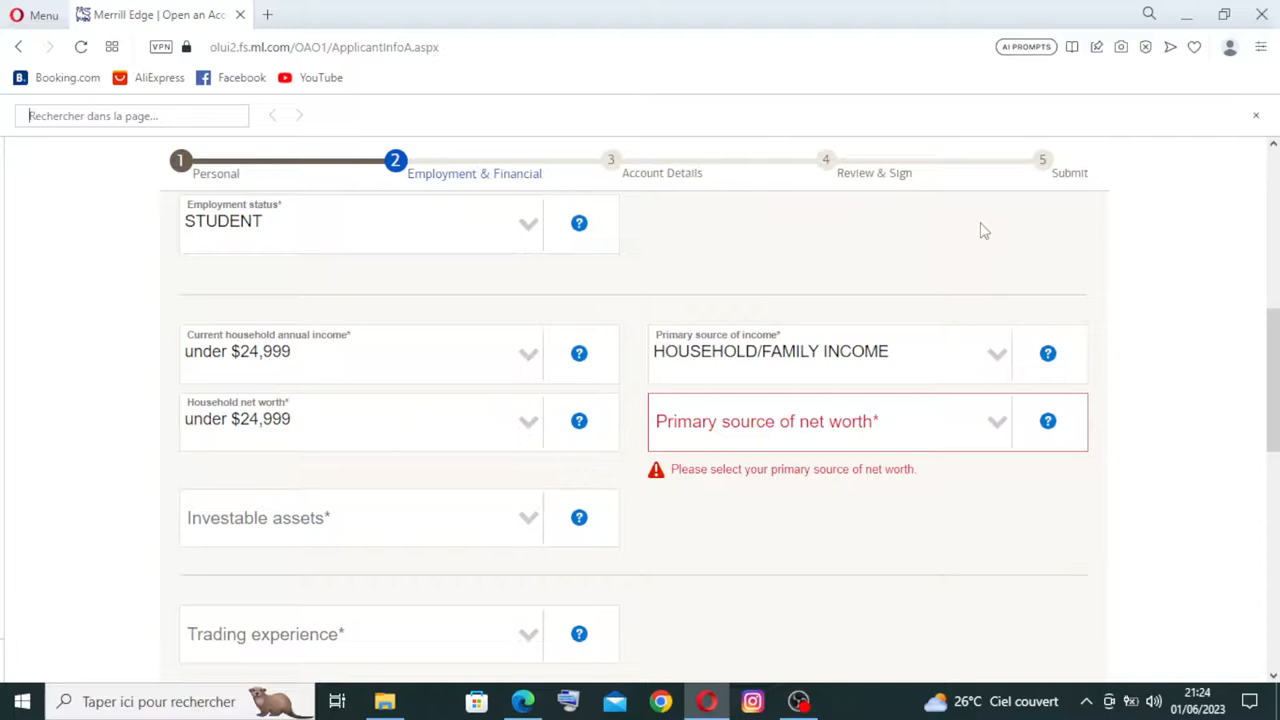 Menu
Merrill Edge | Open an Acc
VPN
olui2.fs.ml.com/OAO1/ApplicantInfoA.aspx
AI PROMPTS
B.
Booking.com
AliExpress
Facebook
YouTube
Rechercher dans la page...
1
2
3
4
5
Personal
Employment & Financial
Account Details
Review & Sign
Submit
Employment status*
STUDENT
?
Current household annual income*
under $24,999
?
Primary source of income*
HOUSEHOLD/FAMILY INCOME
?
Household net worth*
under $24,999
?
Primary source of net worth*
?
Please select your primary source of net worth.
Investable assets*
?
Trading experience*
?
Taper ici pour rechercher
26°C Ciel couvert
21:24
01/06/2023